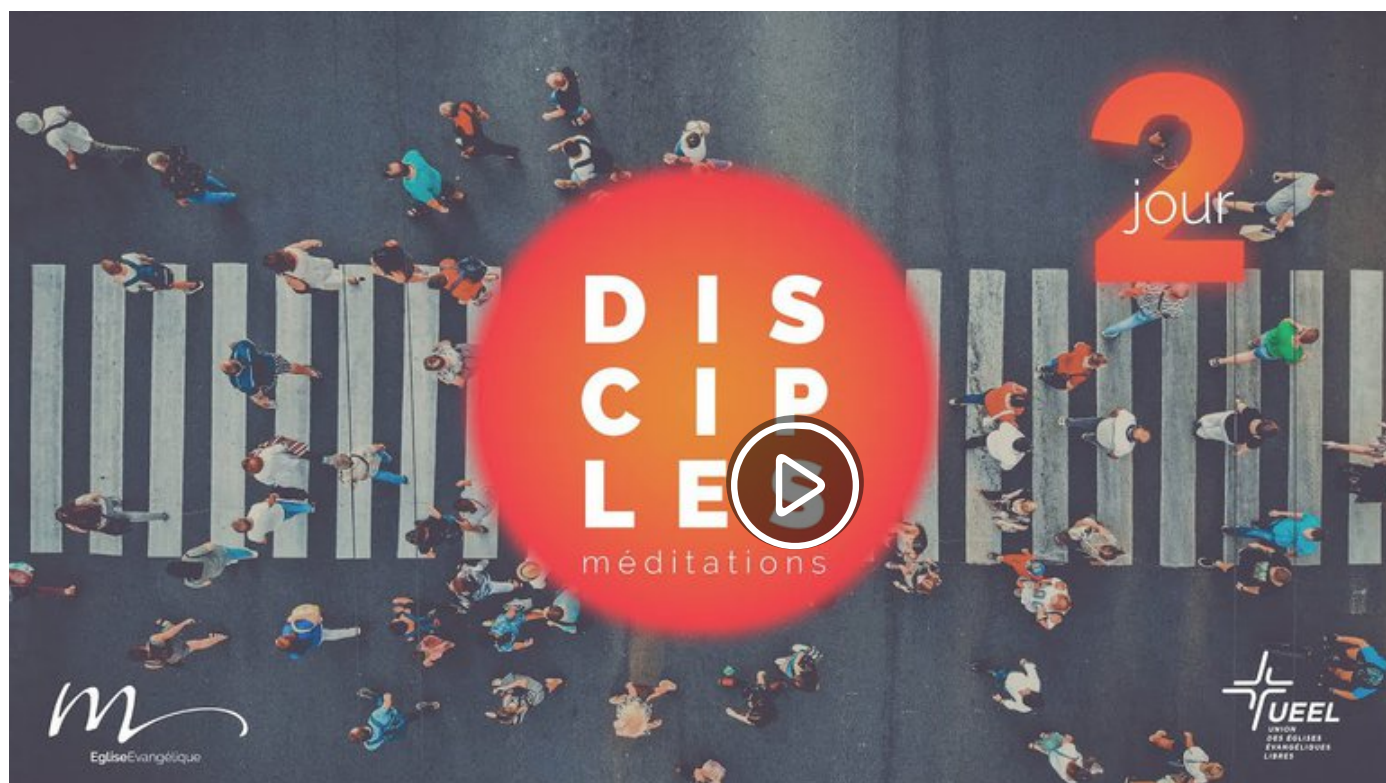 2
jour
DIS
CIP
LES
méditations
EgliseEvangélique
UEEL
UNION
DES ÉGLISES
ÉVANGÉLIQUES
LIBRES